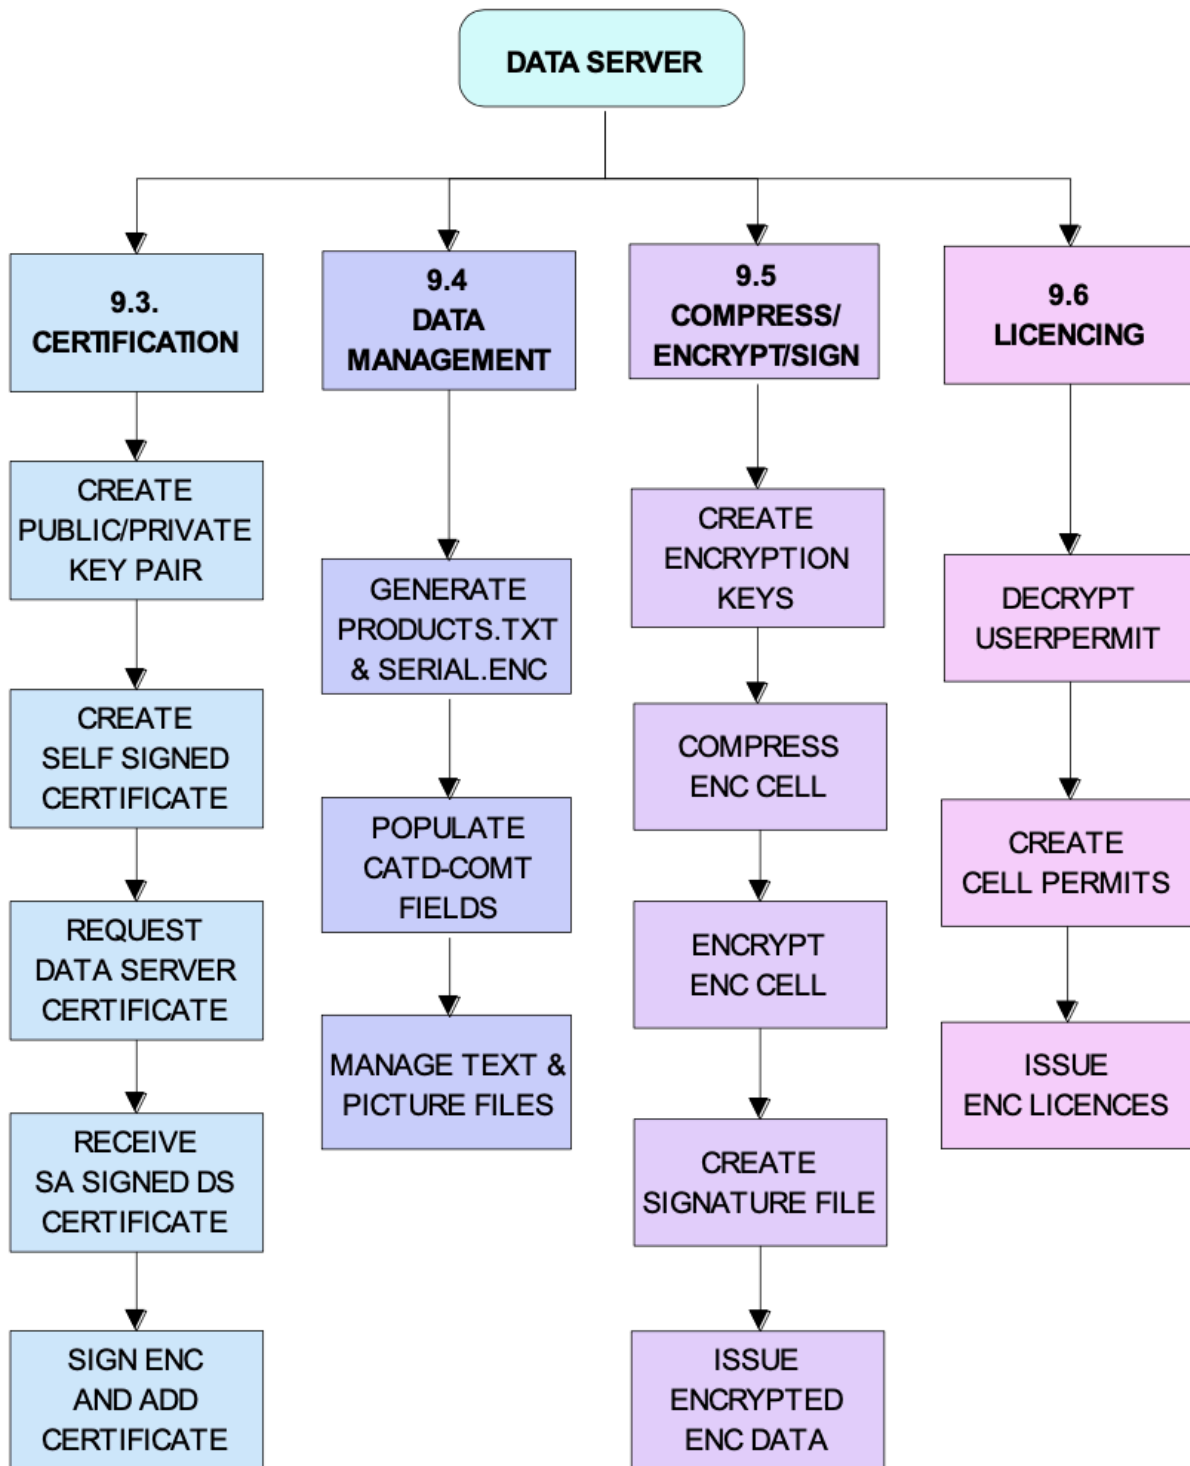 DATA SERVER
9.3.
CERTIFICATION
CREATE
PUBLIC/PRIVATE
KEY PAIR
CREATE
SELF SIGNED
CERTIFICATE
REQUEST
DATA SERVER
CERTIFICATE
RECEIVE
SA SIGNED DS
CERTIFICATE
SIGN ENC
AND ADD
CERTIFICATE
9.4
DATA
MANAGEMENT
GENERATE
PRODUCTS.TXT
& SERIAL.ENC
POPULATE
CATD-COMT
FIELDS
MANAGE TEXT &
PICTURE FILES
9.5
COMPRESS/
ENCRYPT/SIGN
CREATE
ENCRYPTION
KEYS
COMPRESS
ENC CELL
ENCRYPT
ENC CELL
CREATE
SIGNATURE FILE
ISSUE
ENCRYPTED
ENC DATA
9.6
LICENCING
DECRYPT
USERPERMIT
CREATE
CELL PERMITS
ISSUE
ENC LICENCES